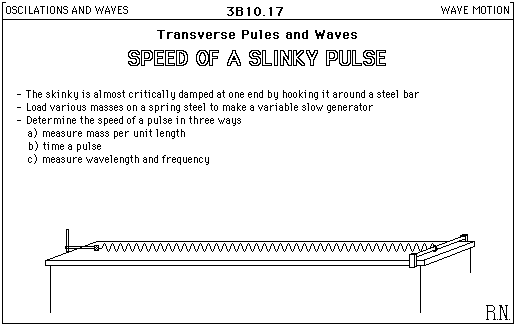 OSCILATIONS AND WAVES
3B10.17
WAVE MOTION
Transverse Pules and Waves
SPEED OF A SLINKY PULSE
- The skinky is almost critically damped at one end by hooking it around a steel bar
- Load various masses on a spring steel to make a variable slow generator
- Determine the speed of a pulse in three ways
a) measure mass per unit length
b) time a pulse
c) measure wavelength and frequency
R.N.